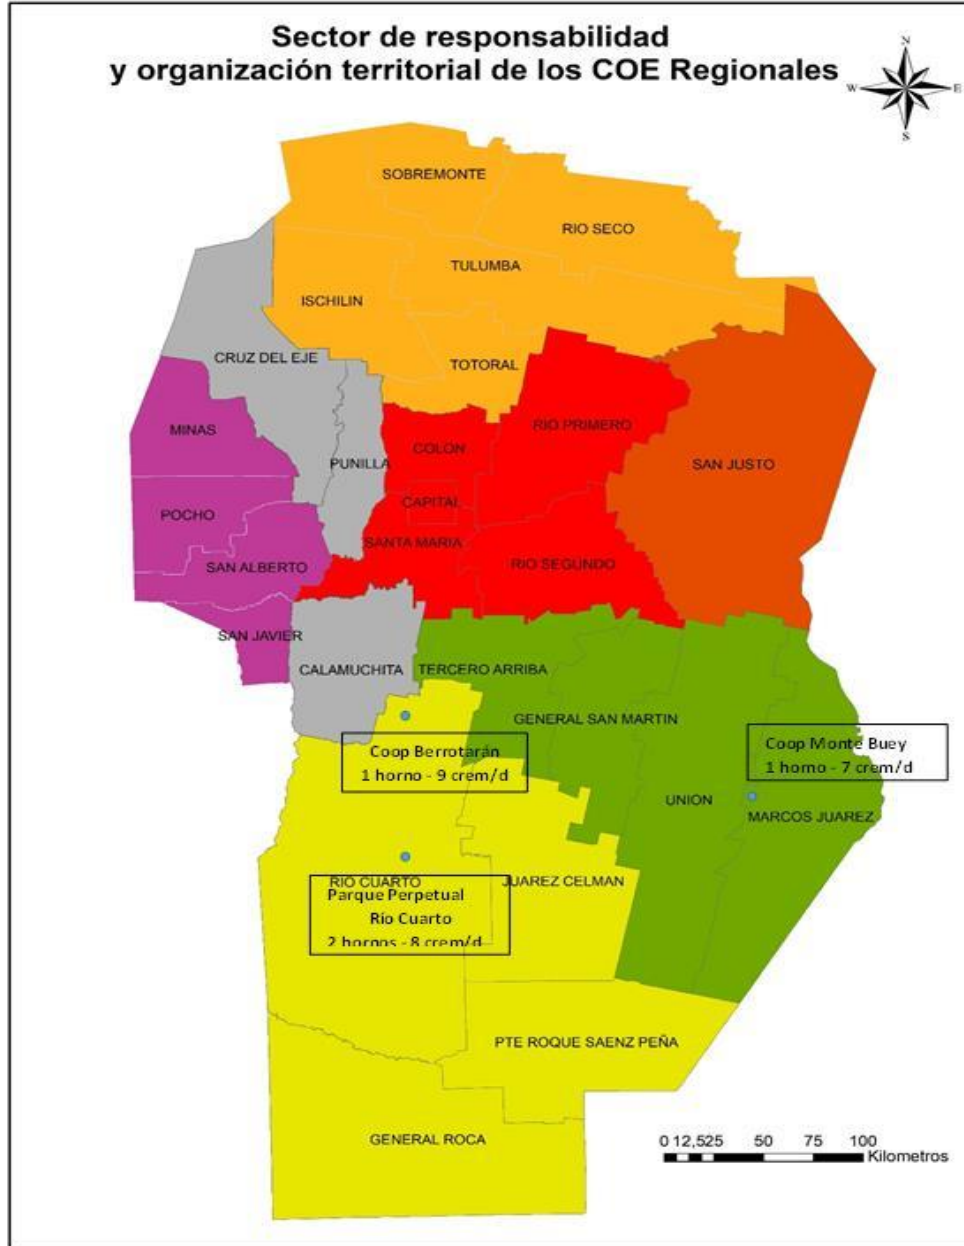 Sector de responsabilidad
y organización territorial de los COE Regionales
N
W
E
S
SOBREMONTE
RIO SECO
TULUMBA
ISCHILIN
CRUZ DEL EJE
TOTORAL
MINAS
RIO PRIMERO
COLON
PUNILLA
SAN JUSTO
CAPITAL
POCHO
SANTA MARIA
SAN ALBERTO
RIO SEGUNDO
SAN JAVIER
CALAMUCHITA
TERCERO ARRIBA
GENERAL SAN MARTIN
Coop Berrotarán
1 horno - 9 crem/d
Coop Monte Buey
1 horno - 7 crem/d
UNION
MARCOS JUAREZ
RIO CUARTO
JUAREZ CELMAN
Parque Perpetual
Río Cuarto
2 hornos - 8 crem/d
PTE ROQUE SAENZ PEÑA
GENERAL ROCA
0 12,525 50 75 100
Kilometros